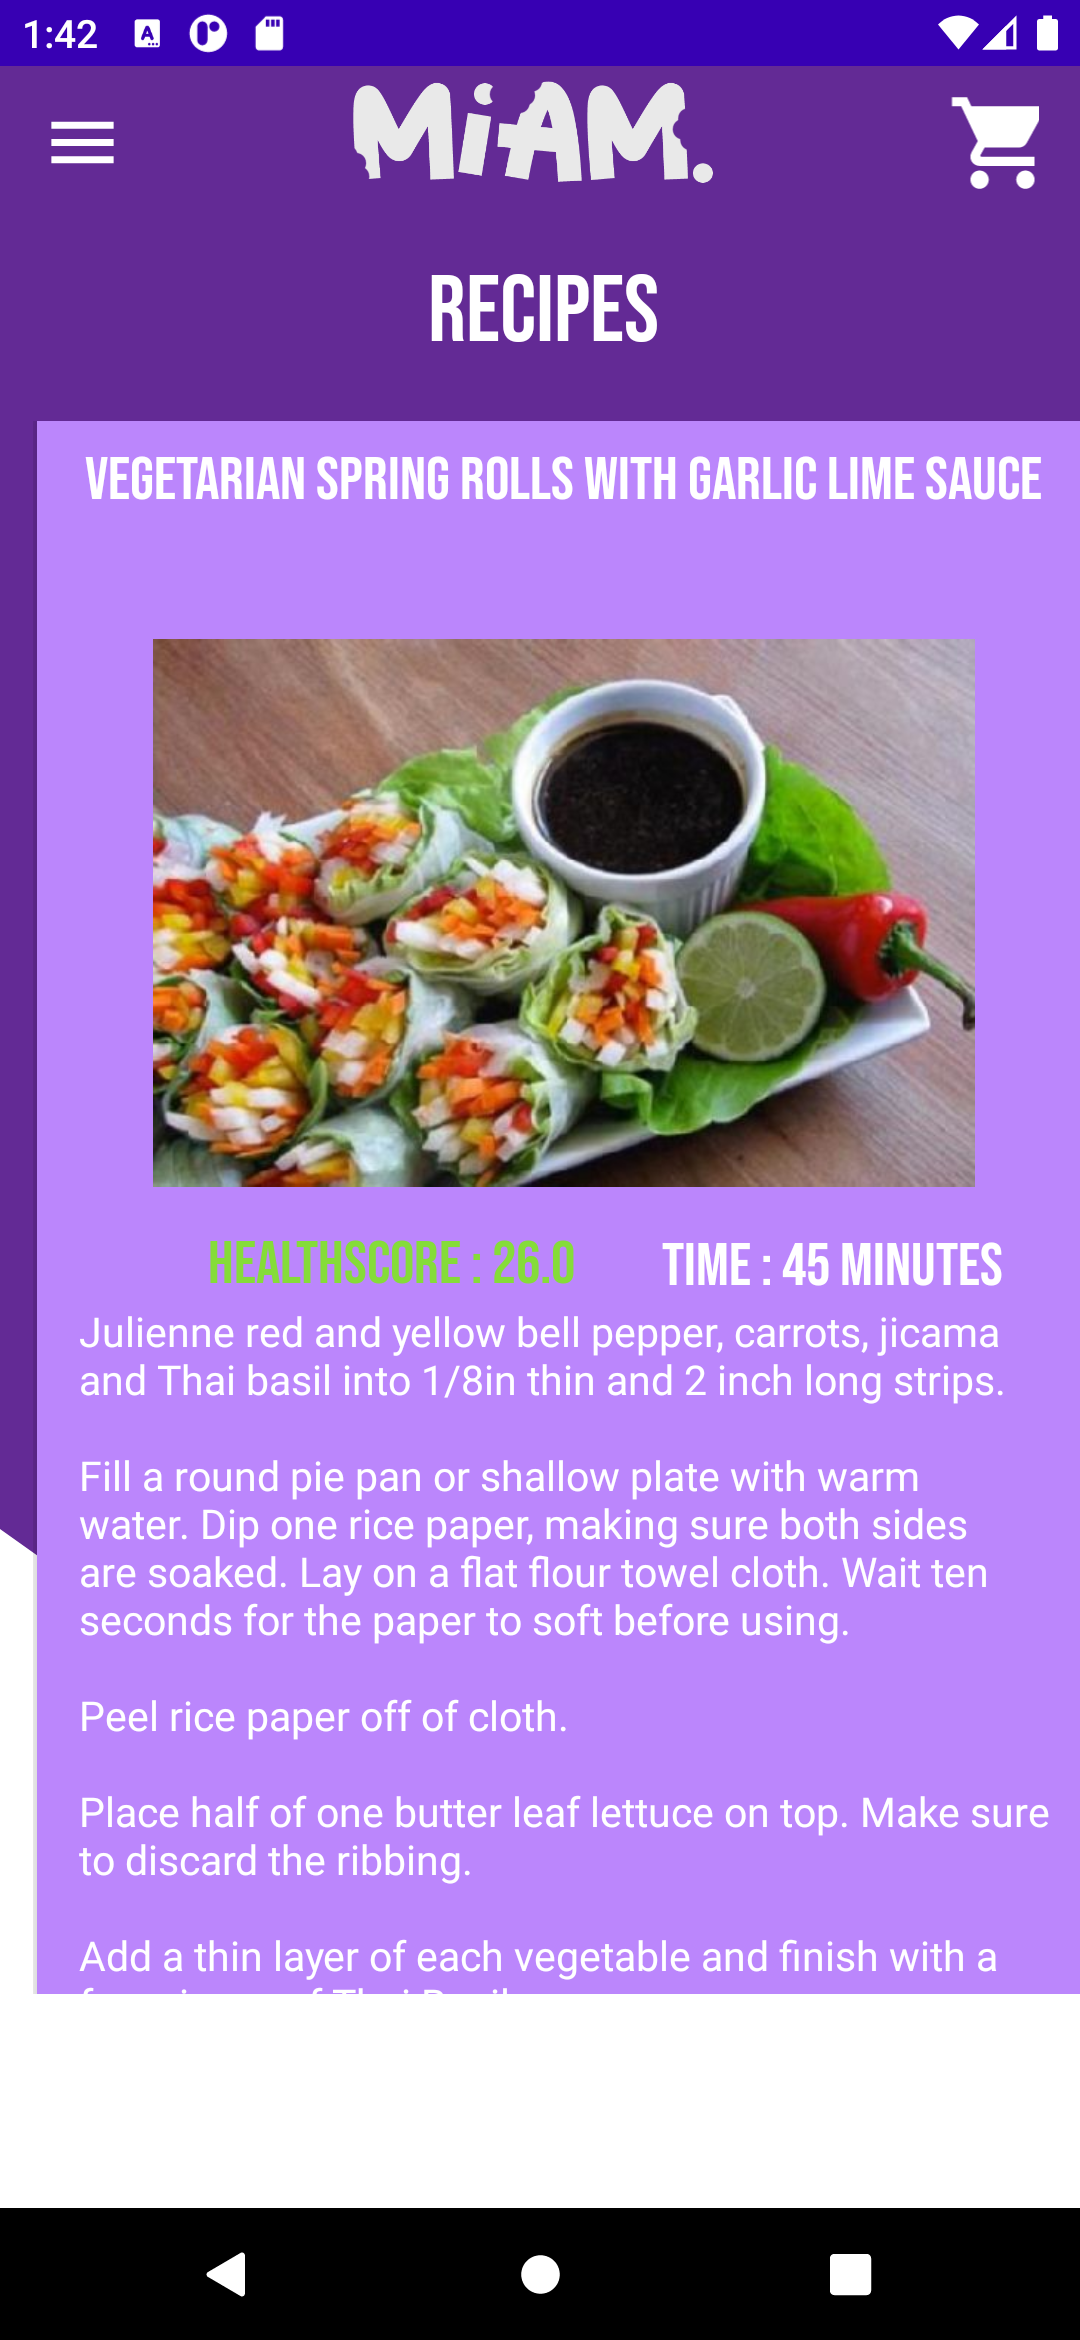 1:42
MiAM.
RECIPES
VEGETARIAN SPRING ROLLS WITH GARLIC LIME SAUCE
HEALTHSCORE : 26.0
TIME : 45 MINUTES
Julienne red and yellow bell pepper, carrots, jicama
and Thai basil into 1/8in thin and 2 inch long strips.
Fill a round pie pan or shallow plate with warm
water. Dip one rice paper, making sure both sides
are soaked. Lay on a flat flour towel cloth. Wait ten
seconds for the paper to soft before using.
Peel rice paper off of cloth.
Place half of one butter leaf lettuce on top. Make sure
to discard the ribbing.
Add a thin layer of each vegetable and finish with a